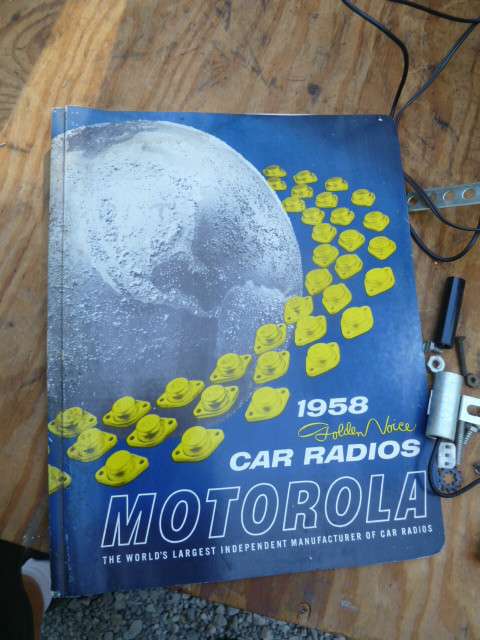 1958
Golden Voice
CAR RADIOS
MOTOROLA
THE WORLD'S LARGEST INDEPENDENT MANUFACTURER OF CAR RADIOS